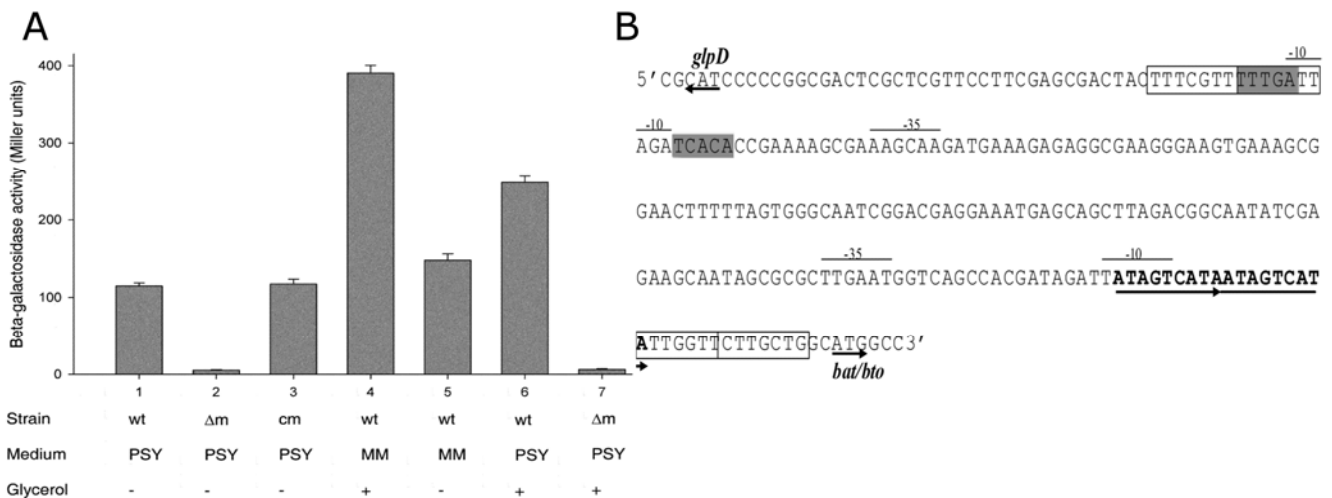 A
Beta-galactosidase activity (Miller units)
400
300
200
100
0
1 2 3 4 5 6 7
Strain wt Δm cm wt wt wt Δm
Medium PSY PSY PSY MM MM PSY PSY
Glycerol - - - + - + +
B
glpD -10
5’CGCATCCCCCGGCGACTCGCTCGTTCCTTCGAGCGACTACTTTCGTTTTTGATT
-10 -35
AGATCACACCGAAAAGCGAAAGCAAGATGAAAGAGAGGCGAAGGGAAGTGAAAGCG
GAACTTTTTAGTGGGCAATCGGACGAGGAAATGAGCAGCTTAGACGGCAATATCGA
-35 -10
GAAGCAATAGCGCGCTTGAATGGTCAGCCACGATAGATTATAGTCATAATAGTCAT
ATTGGTTCTTGCTGGCATGGCC3’
bat/bto